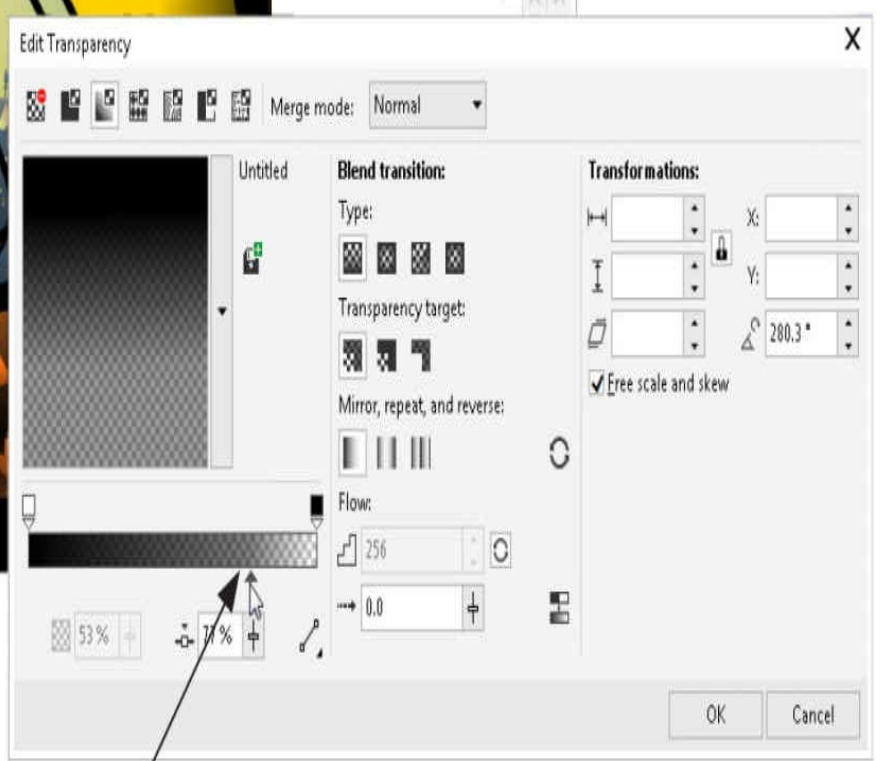 Edit Transparency
X
Merge mode: Normal
Untitled
Blend transition:
Type:
Transparency target:
Mirror, repeat, and reverse:
Flow:
256
0.0
Transformations:
X:
Y:
280.3 °
Free scale and skew
53 %
77 %
OK Cancel